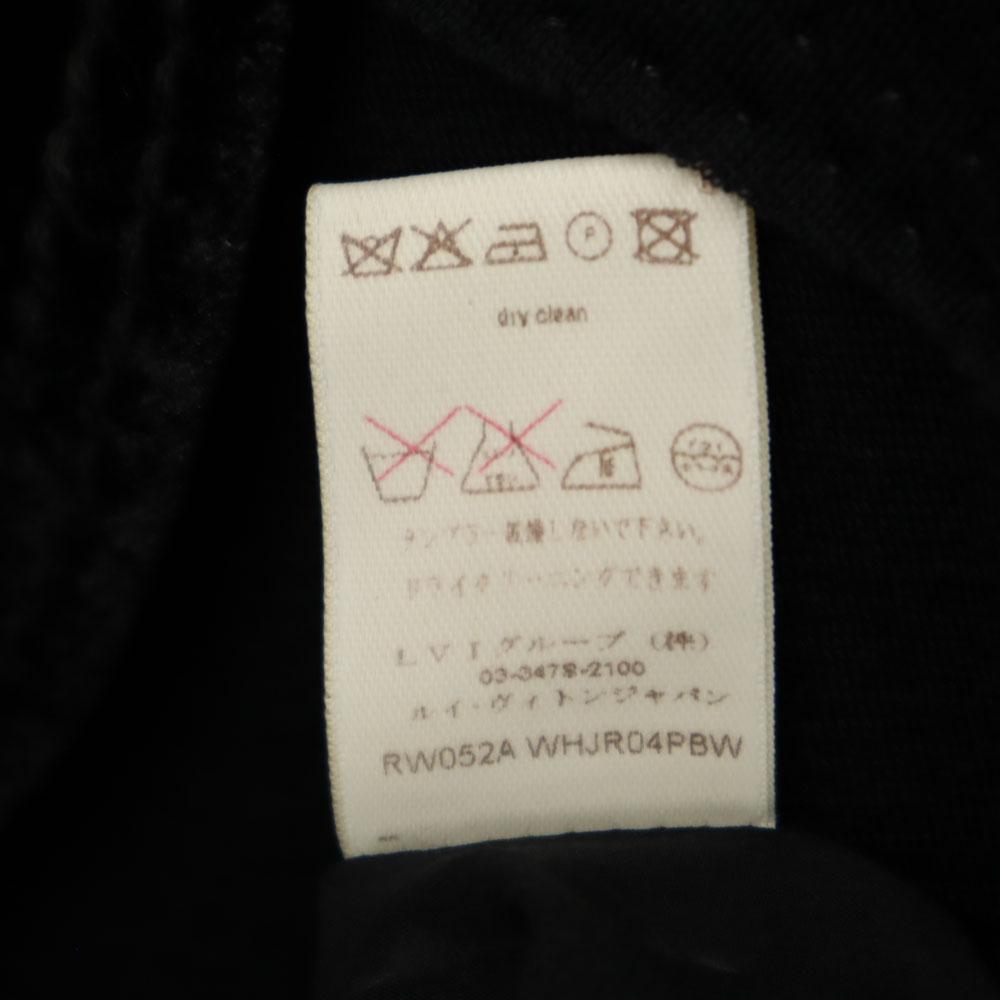 P
dry clean
タンブラー乾燥しないで下さい。
ドライクリーニングできます
LVJグループ (株)
03-3478-2100
ルイ・ヴィトンジャパン
RW052A WHJR04PBW